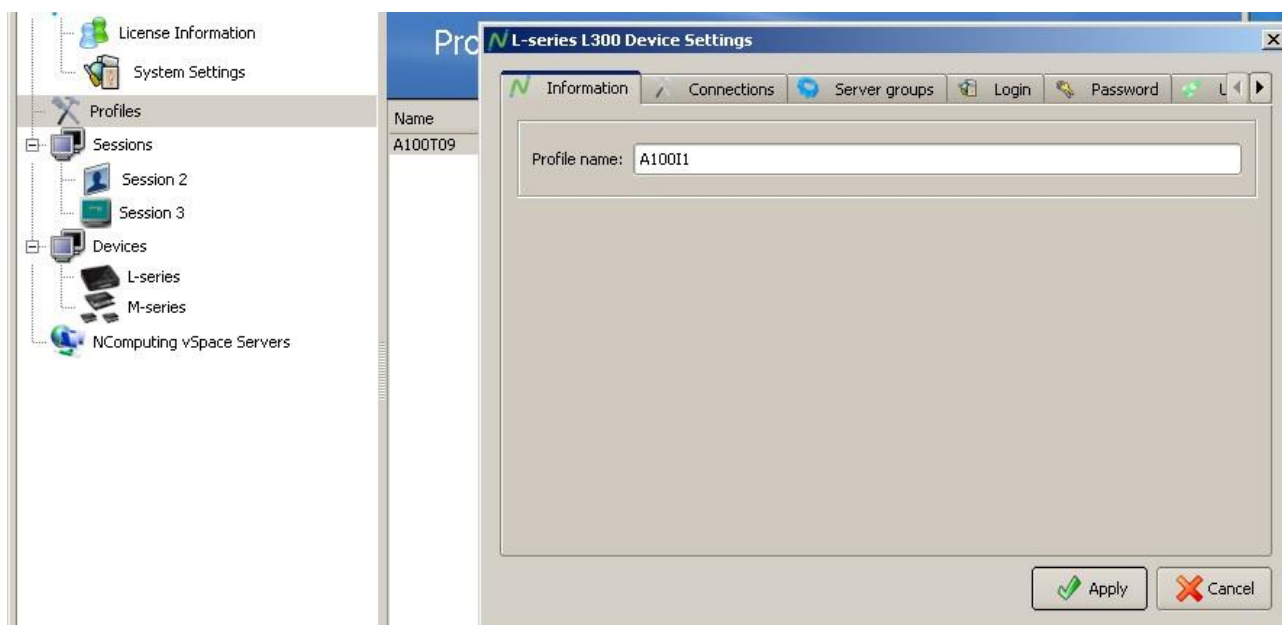 License Information
System Settings
Profiles
Sessions
Session 2
Session 3
Devices
L-series
M-series
NComputing vSpace Servers
Name
A100T09
L-series L300 Device Settings
Information Connections Server groups Login Password
Profile name: A100I1
Apply Cancel